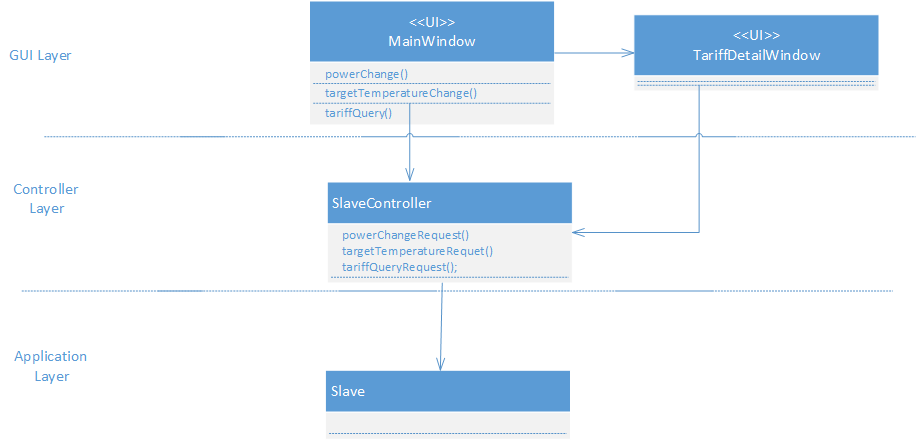 GUI Layer
<<UI>>
MainWindow
powerChange()
targetTemperatureChange()
tariffQuery()
<<UI>>
TariffDetailWindow
Controller
Layer
SlaveController
powerChangeRequest()
targetTemperatureRequet()
tariffQueryRequest();
Application
Layer
Slave